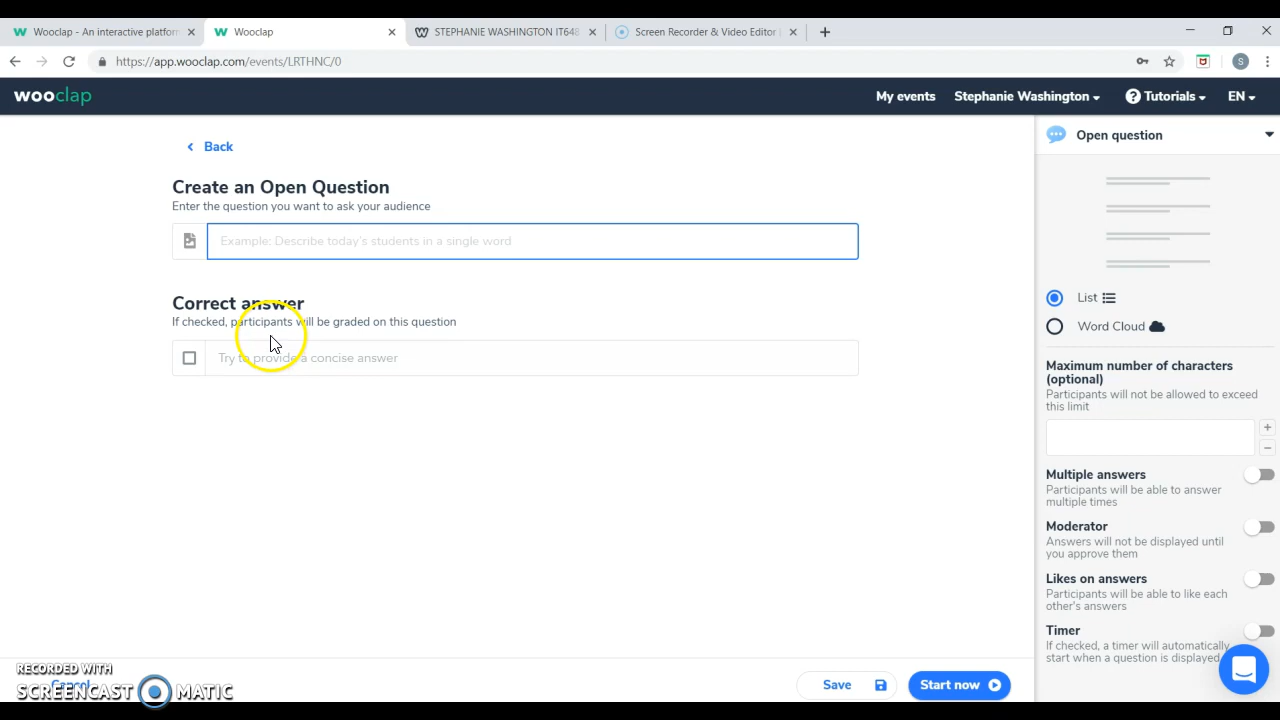 Wooclap - An interactive platform
Wooclap
STEPHANIE WASHINGTON IT648
Screen Recorder & Video Editor
https://app.wooclap.com/events/LRTHNC/0
S
wooclap
My events
Stephanie Washington
? Tutorials
EN
Back
Create an Open Question
Enter the question you want to ask your audience
Example: Describe today's students in a single word
Correct answer
If checked, participants will be graded on this question
Try to provide a concise answer
Open question
List
Word Cloud
Maximum number of characters
(optional)
Participants will not be allowed to exceed
this limit
+
−
Multiple answers
Participants will be able to answer
multiple times
Moderator
Answers will not be displayed until
you approve them
Likes on answers
Participants will be able to like each
other's answers
Timer
If checked, a timer will automatically
start when a question is displayed
Cancel
Save
Start now
RECORDED WITH
SCREENCAST MATIC